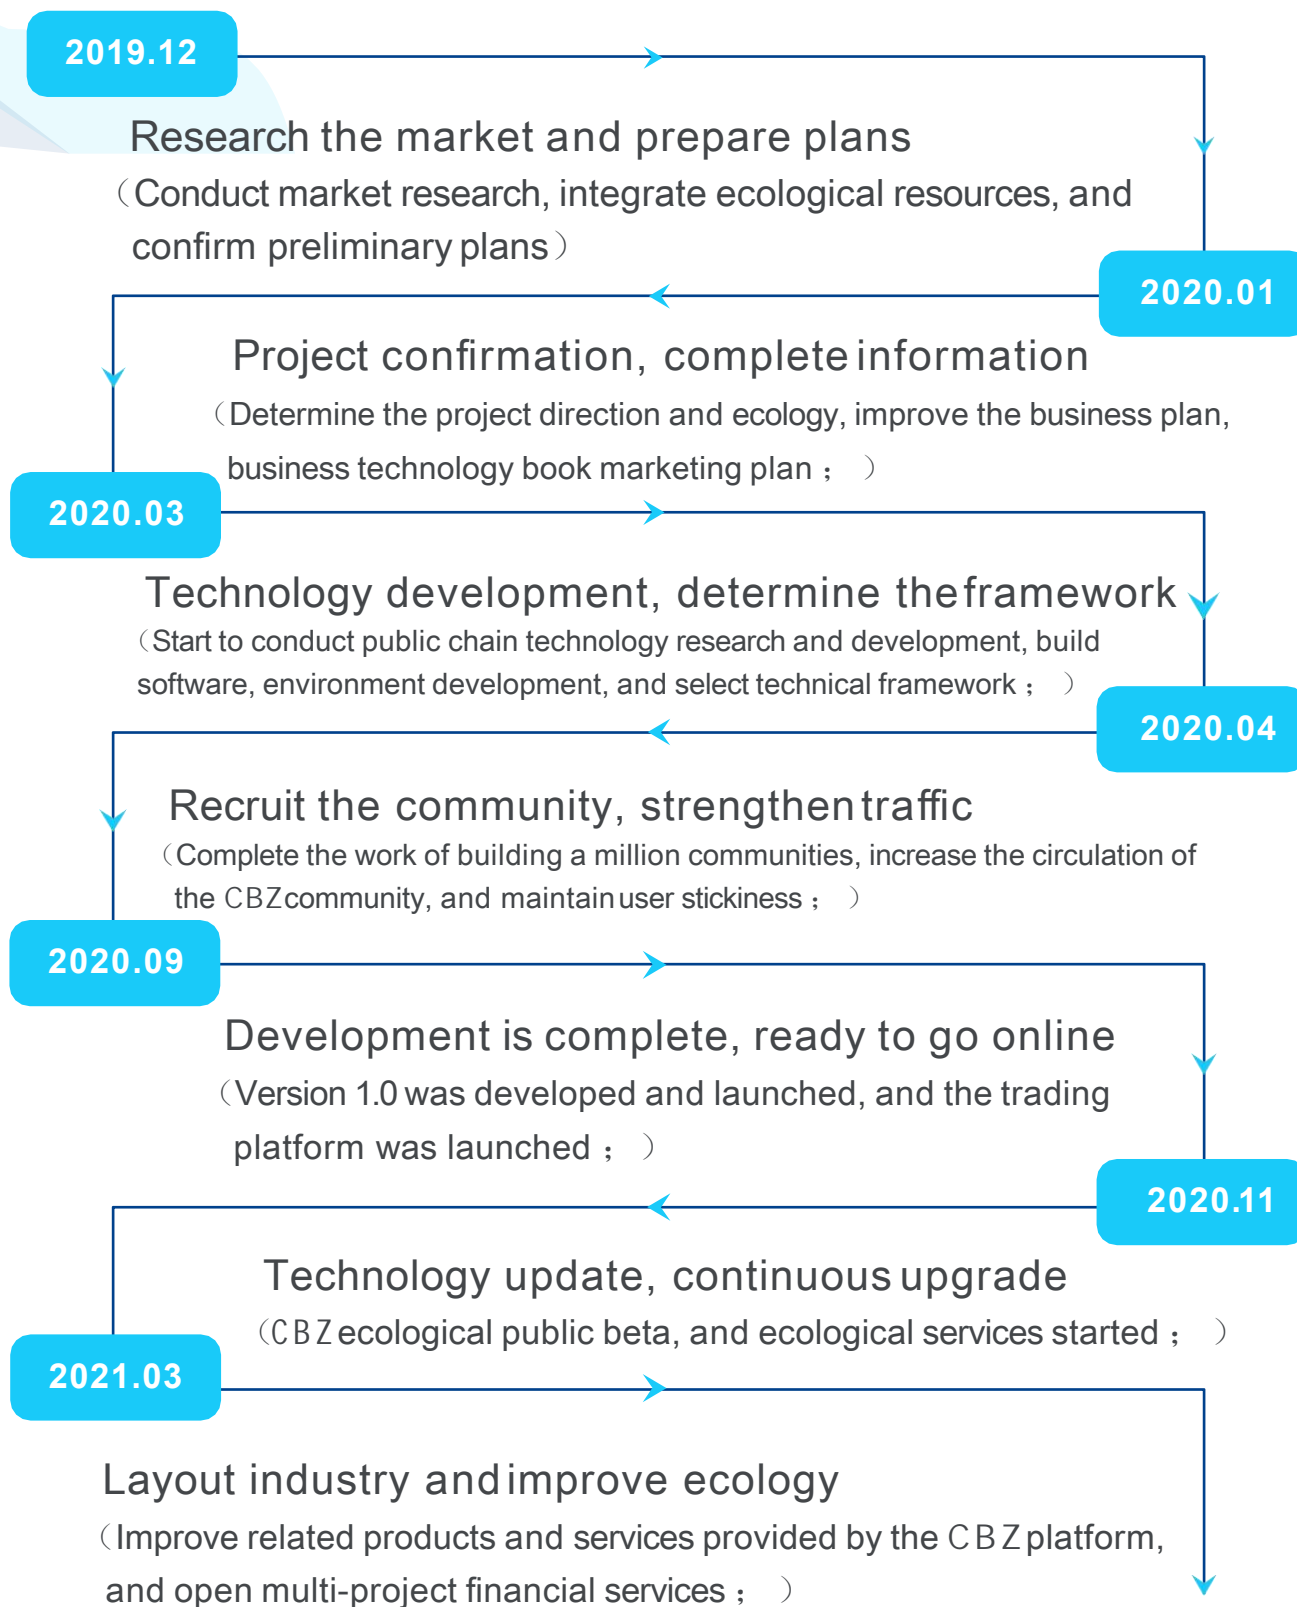 2019.12
Research the market and prepare plans
（Conduct market research, integrate ecological resources, and
confirm preliminary plans）
2020.01
Project confirmation, complete information
（Determine the project direction and ecology, improve the business plan,
business technology book marketing plan； ）
2020.03
Technology development, determine theframework
（Start to conduct public chain technology research and development, build
software, environment development, and select technical framework； ）
2020.04
Recruit the community, strengthen traffic
（Complete the work of building a million communities, increase the circulation of
the CBZcommunity, and maintain user stickiness； ）
2020.09
Development is complete, ready to go online
（Version 1.0 was developed and launched, and the trading
platform was launched； ）
2020.11
Technology update, continuous upgrade
（CBZ ecological public beta, and ecological services started； ）
2021.03
Layout industry and improve ecology
（Improve related products and services provided by the CBZ platform,
and open multi-project financial services； ）